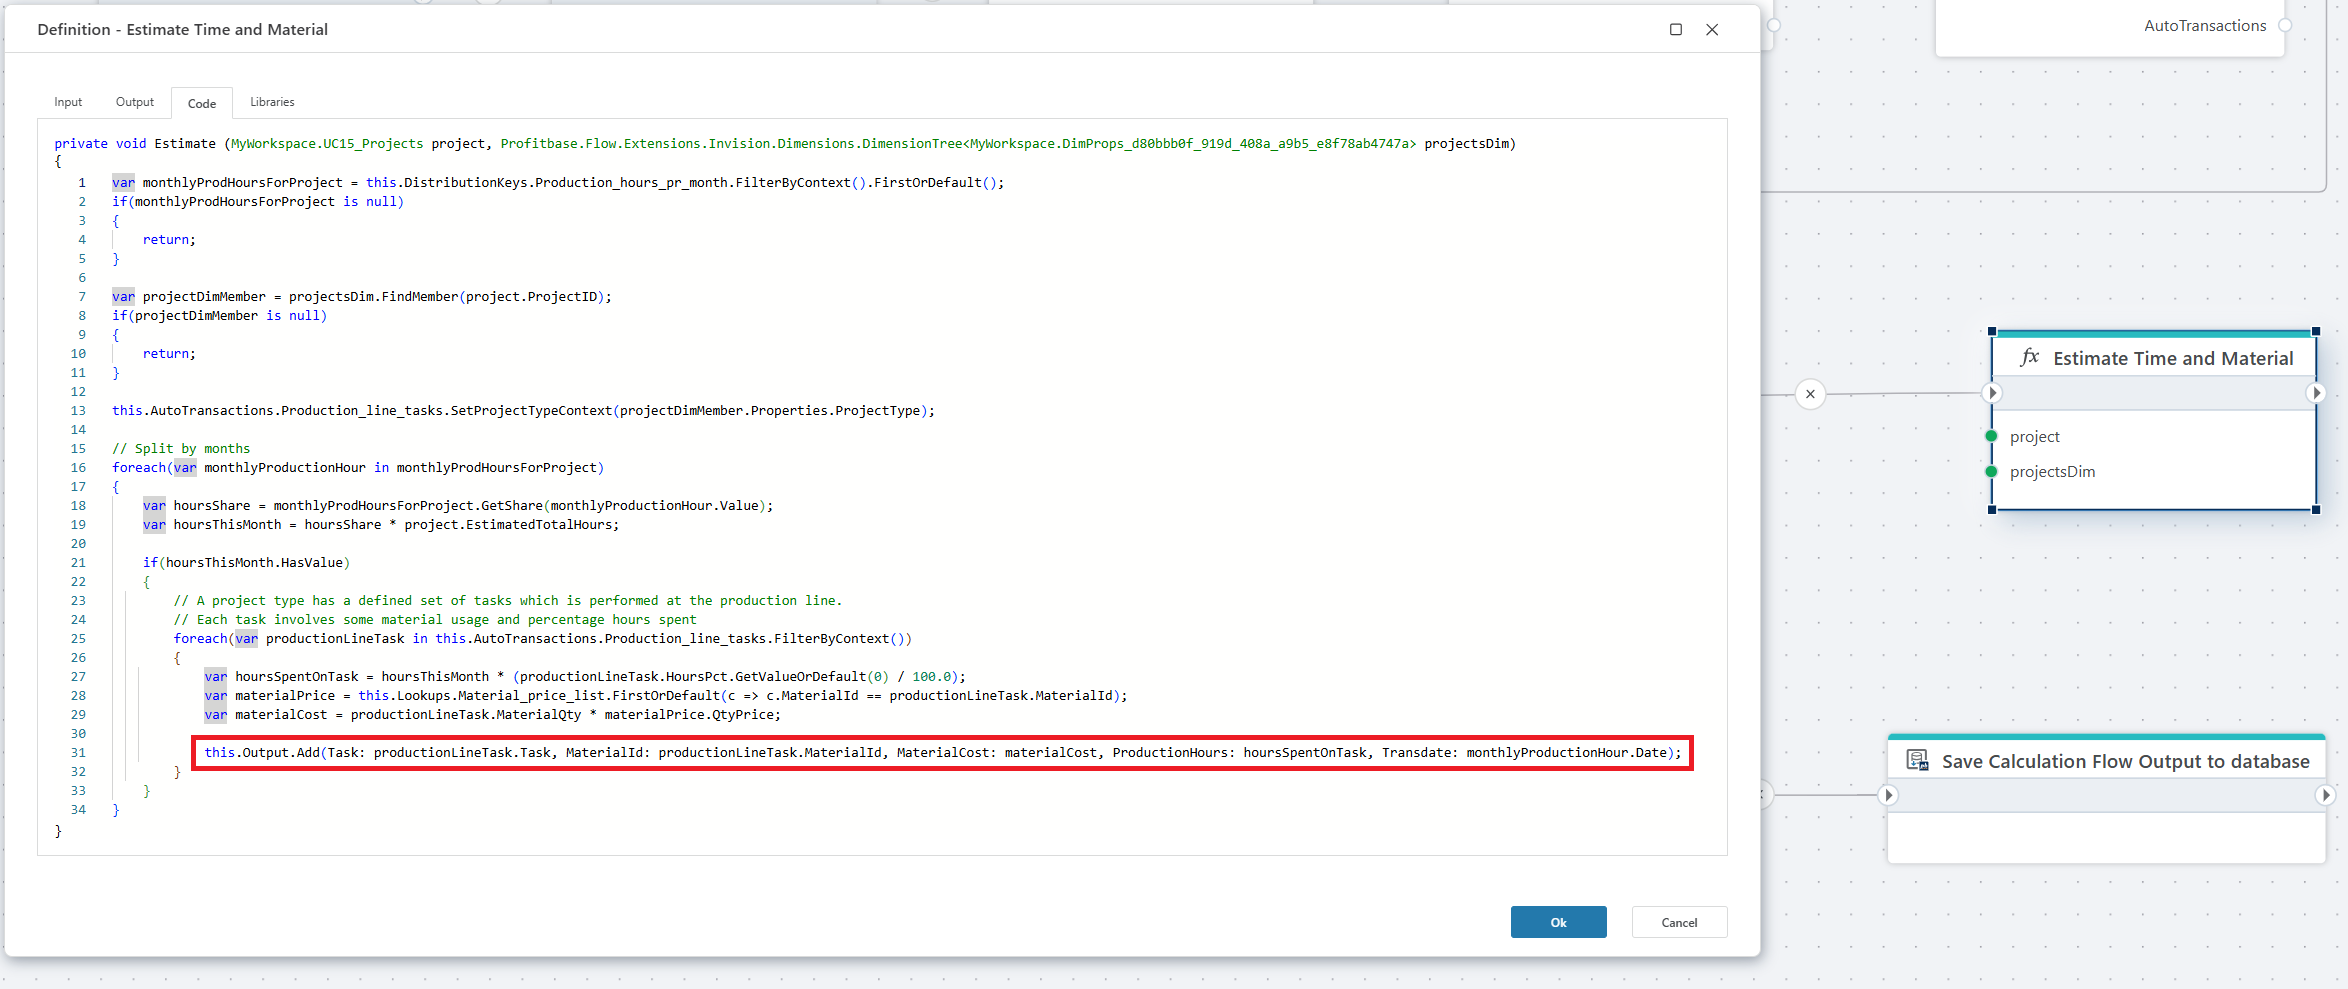 Definition - Estimate Time and Material
Input Output Code Libraries
private void Estimate (MyWorkspace.UC15_Projects project, Profitbase.Flow.Extensions.Invision.Dimensions.DimensionTree<MyWorkspace.DimProps_d80bbb0f_919d_408a_a9b5_e8f78ab4747a> projectsDim)
{
1 var monthlyProdHoursForProject = this.DistributionKeys.Production_hours_pr_month.FilterByContext().FirstOrDefault();
2 if(monthlyProdHoursForProject is null)
3 {
4 return;
5 }
6
7 var projectDimMember = projectsDim.FindMember(project.ProjectID);
8 if(projectDimMember is null)
9 {
10 return;
11 }
12
13 this.AutoTransactions.Production_line_tasks.SetProjectTypeContext(projectDimMember.Properties.ProjectType);
14
15 // Split by months
16 foreach(var monthlyProductionHour in monthlyProdHoursForProject)
17 {
18 var hoursShare = monthlyProdHoursForProject.GetShare(monthlyProductionHour.Value);
19 var hoursThisMonth = hoursShare * project.EstimatedTotalHours;
20
21 if(hoursThisMonth.HasValue)
22 {
23 // A project type has a defined set of tasks which is performed at the production line.
24 // Each task involves some material usage and percentage hours spent
25 foreach(var productionLineTask in this.AutoTransactions.Production_line_tasks.FilterByContext())
26 {
27 var hoursSpentOnTask = hoursThisMonth * (productionLineTask.HoursPct.GetValueOrDefault(0) / 100.0);
28 var materialPrice = this.Lookups.Material_price_list.FirstOrDefault(c => c.MaterialId == productionLineTask.MaterialId);
29 var materialCost = productionLineTask.MaterialQty * materialPrice.QtyPrice;
30
31 this.Output.Add(Task: productionLineTask.Task, MaterialId: productionLineTask.MaterialId, MaterialCost: materialCost, ProductionHours: hoursSpentOnTask, Transdate: monthlyProductionHour.Date);
32 }
33 }
34 }
}
Ok Cancel
AutoTransactions
fx Estimate Time and Material
project
projectsDim
Save Calculation Flow Output to database